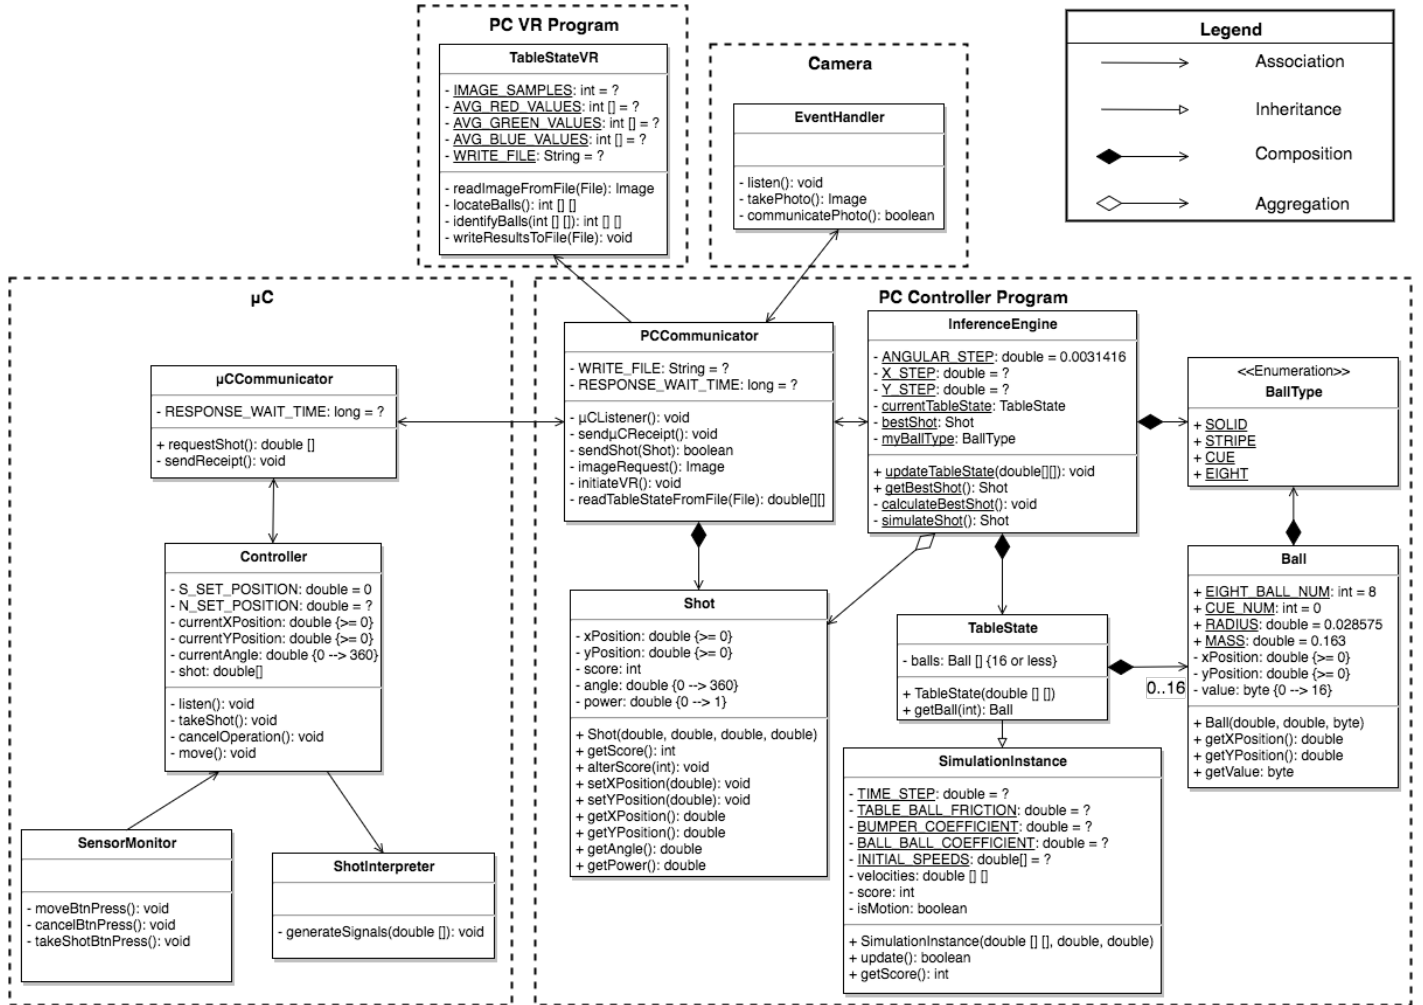 PC VR Program
TableStateVR
- IMAGE_SAMPLES: int = ?
- AVG_RED_VALUES: int [] = ?
- AVG_GREEN_VALUES: int [] = ?
- AVG_BLUE_VALUES: int [] = ?
- WRITE_FILE: String = ?
- readImageFromFile(File): Image
- locateBalls(): int [] []
- identifyBalls(int [] []): int [] []
- writeResultsToFile(File): void
Camera
EventHandler
- listen(): void
- takePhoto(): Image
- communicatePhoto(): boolean
Legend
Association
Inheritance
Composition
Aggregation
µC
µCCommunicator
- RESPONSE_WAIT_TIME: long = ?
+ requestShot(): double []
- sendReceipt(): void
Controller
- S_SET_POSITION: double = 0
- N_SET_POSITION: double = ?
- currentXPosition: double {>= 0}
- currentYPosition: double {>= 0}
- currentAngle: double {0 --> 360}
- shot: double[]
- listen(): void
- takeShot(): void
- cancelOperation(): void
- move(): void
SensorMonitor
- moveBtnPress(): void
- cancelBtnPress(): void
- takeShotBtnPress(): void
ShotInterpreter
- generateSignals(double []): void
PC Controller Program
PCCommunicator
- WRITE_FILE: String = ?
- RESPONSE_WAIT_TIME: long = ?
- µCListener(): void
- sendµCReceipt(): void
- sendShot(Shot): boolean
- imageRequest(): Image
- initiateVR(): void
- readTableStateFromFile(File): double[][]
InferenceEngine
- ANGULAR_STEP: double = 0.0031416
- X_STEP: double = ?
- Y_STEP: double = ?
- currentTableState: TableState
- bestShot: Shot
- myBallType: BallType
+ updateTableState(double[][]): void
+ getBestShot(): Shot
- calculateBestShot(): void
- simulateShot(): Shot
<<Enumeration>>
BallType
+ SOLID
+ STRIPE
+ CUE
+ EIGHT
Shot
- xPosition: double {>= 0}
- yPosition: double {>= 0}
- score: int
- angle: double {0 --> 360}
- power: double {0 --> 1}
+ Shot(double, double, double, double)
+ getScore(): int
+ alterScore(int): void
+ setXPosition(double): void
+ setYPosition(double): void
+ getXPosition(): double
+ getYPosition(): double
+ getAngle(): double
+ getPower(): double
TableState
- balls: Ball [] {16 or less}
+ TableState(double [] [])
+ getBall(int): Ball
0..16
Ball
+ EIGHT_BALL_NUM: int = 8
+ CUE_NUM: int = 0
+ RADIUS: double = 0.028575
+ MASS: double = 0.163
- xPosition: double {>= 0}
- yPosition: double {>= 0}
- value: byte {0 --> 16}
+ Ball(double, double, byte)
+ getXPosition(): double
+ getYPosition(): double
+ getValue: byte
SimulationInstance
- TIME_STEP: double = ?
- TABLE_BALL_FRICTION: double = ?
- BUMPER_COEFFICIENT: double = ?
- BALL_BALL_COEFFICIENT: double = ?
- INITIAL_SPEEDS: double[] = ?
- velocities: double [] []
- score: int
- isMotion: boolean
+ SimulationInstance(double [] [], double, double)
+ update(): boolean
+ getScore(): int